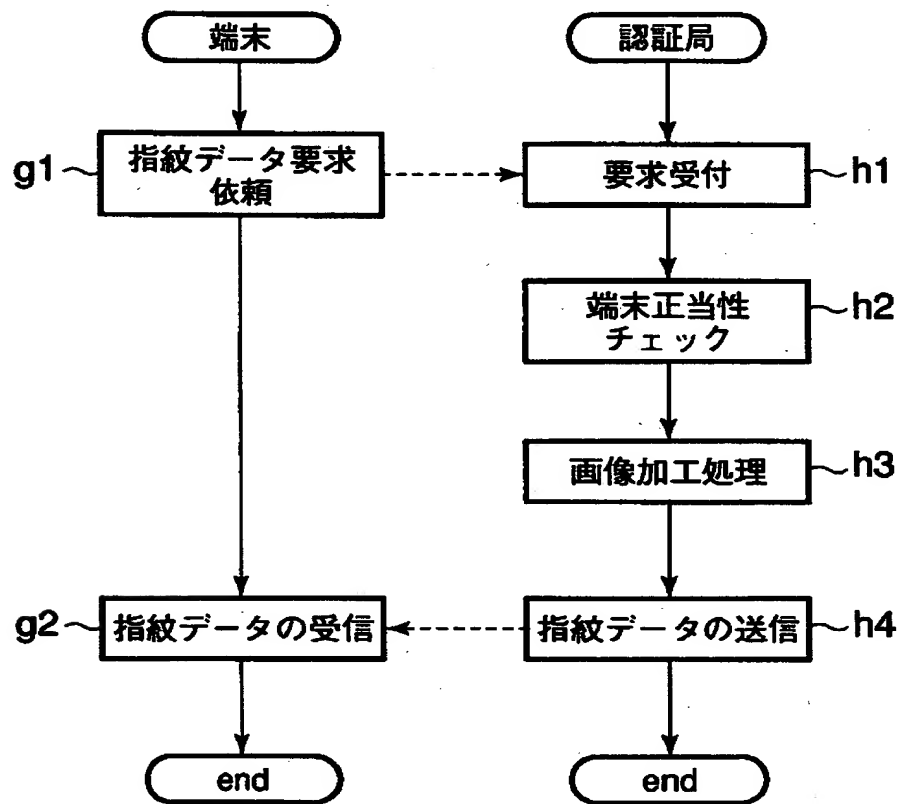 端末
認証局
g1
指紋データ要求
依頼
要求受付
h1
端末正当性
チェック
h2
画像加工処理
h3
g2
指紋データの受信
指紋データの送信
h4
end
end